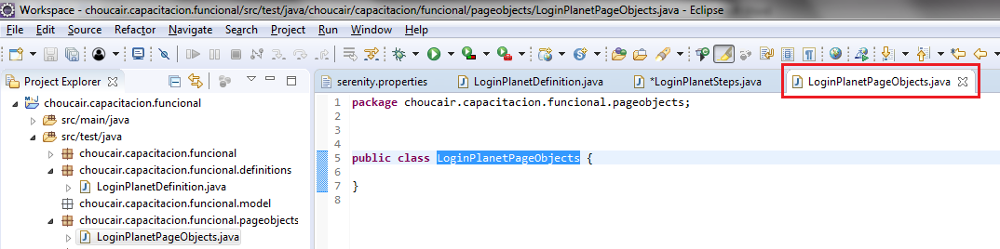 Workspace - choucair.capacitacion.funcional/src/test/java/choucair/capacitacion/funcional/pageobjects/LoginPlanetPageObjects.java - Eclipse
File Edit Source Refactor Navigate Search Project Run Window Help
Project Explorer
serenity.properties
LoginPlanetDefinition.java
*LoginPlanetSteps.java
LoginPlanetPageObjects.java
choucair.capacitacion.funcional
src/main/java
src/test/java
choucair.capacitacion.funcional
choucair.capacitacion.funcional.definitions
LoginPlanetDefinition.java
choucair.capacitacion.funcional.model
choucair.capacitacion.funcional.pageobjects
LoginPlanetPageObjects.java
1 package choucair.capacitacion.funcional.pageobjects;
2
3
4
5 public class LoginPlanetPageObjects {
6
7 }
8